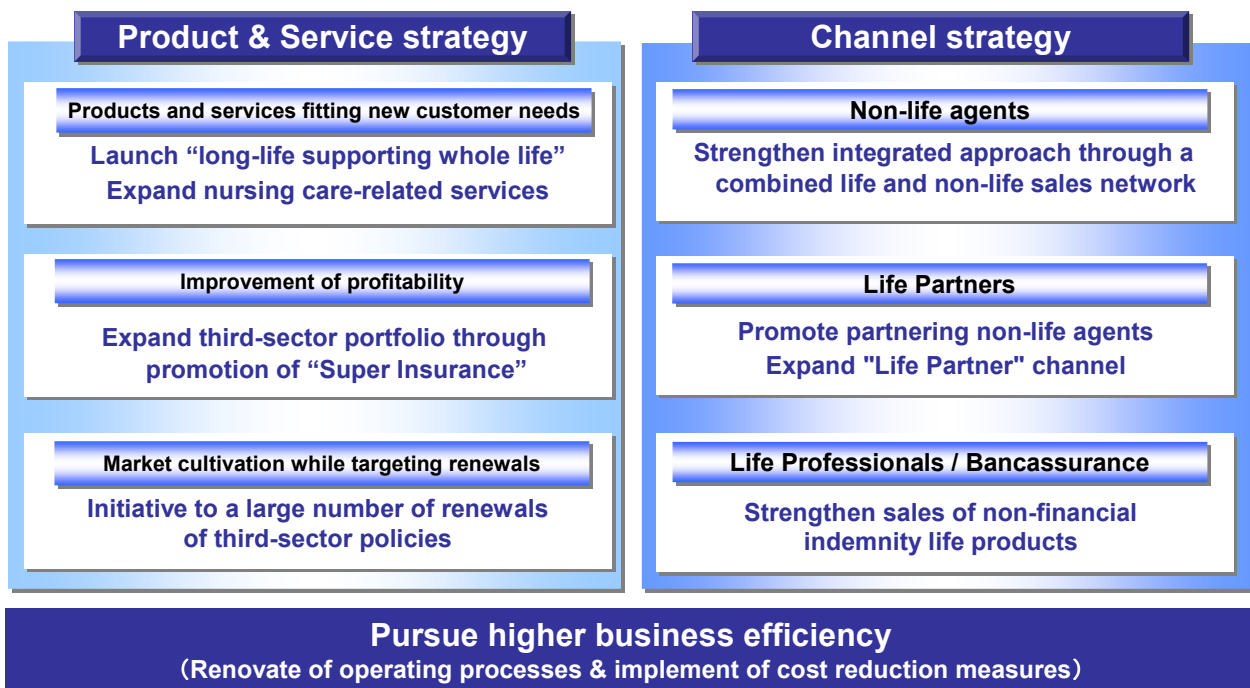 Product & Service strategy
Products and services fitting new customer needs
Launch “long-life supporting whole life”
Expand nursing care-related services
Improvement of profitability
Expand third-sector portfolio through
promotion of “Super Insurance”
Market cultivation while targeting renewals
Initiative to a large number of renewals
of third-sector policies
Channel strategy
Non-life agents
Strengthen integrated approach through a
combined life and non-life sales network
Life Partners
Promote partnering non-life agents
Expand "Life Partner" channel
Life Professionals / Bancassurance
Strengthen sales of non-financial
indemnity life products
Pursue higher business efficiency
（Renovate of operating processes & implement of cost reduction measures）